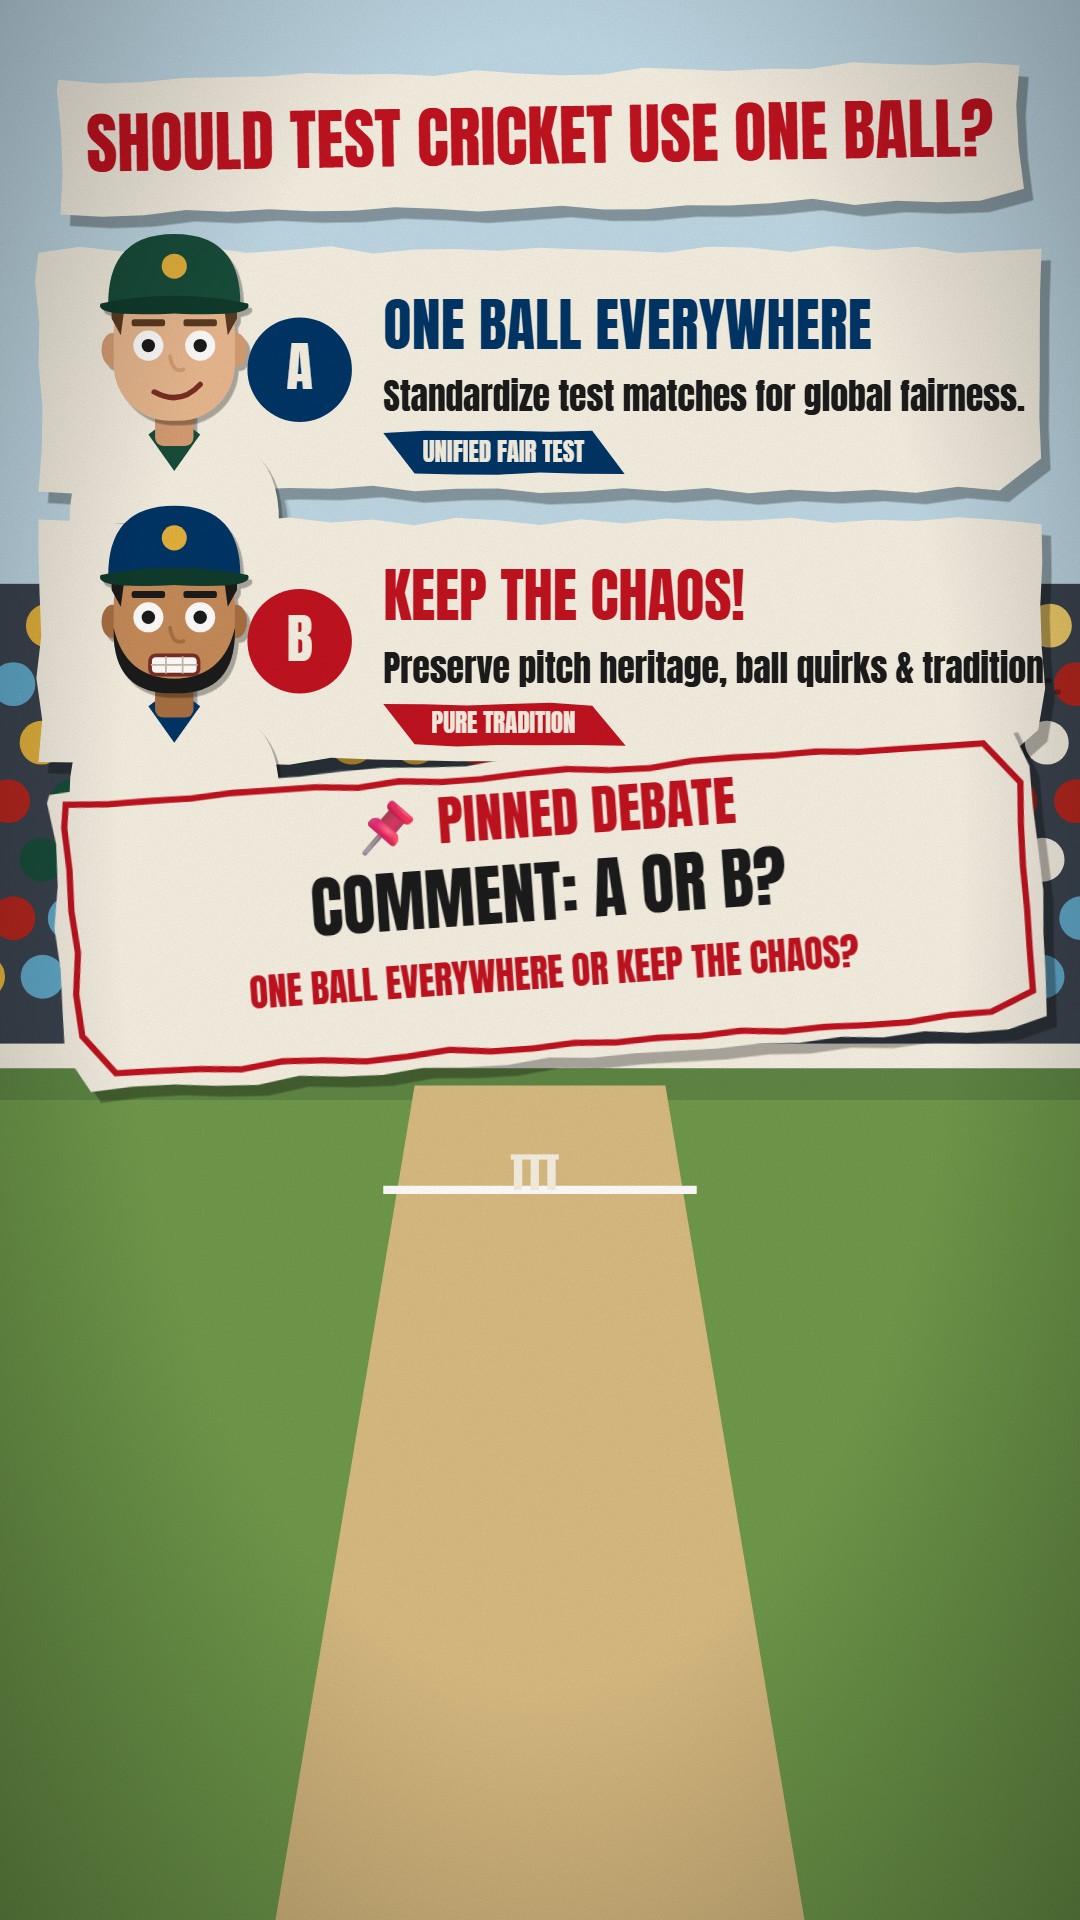 SHOULD TEST CRICKET USE ONE BALL?
A
ONE BALL EVERYWHERE
Standardize test matches for global fairness.
UNIFIED FAIR TEST
B
KEEP THE CHAOS!
Preserve pitch heritage, ball quirks & tradition.
PURE TRADITION
PINNED DEBATE
COMMENT: A OR B?
ONE BALL EVERYWHERE OR KEEP THE CHAOS?